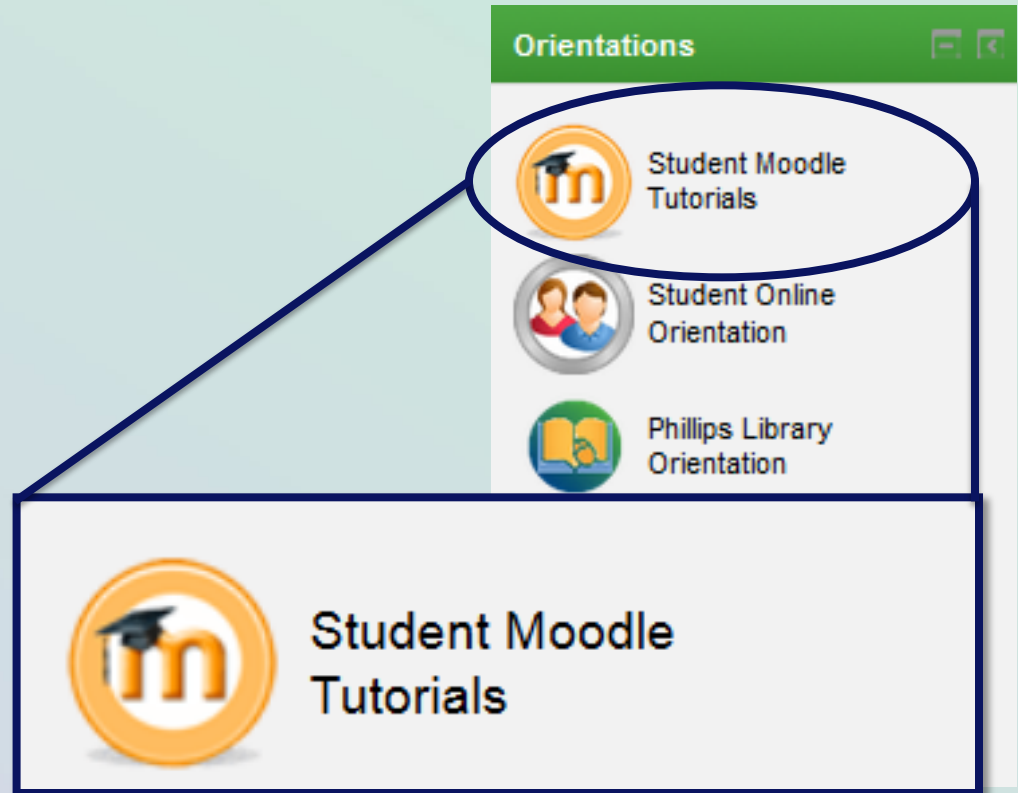 Orientations
Student Moodle
Tutorials
Student Online
Orientation
Phillips Library
Orientation
Student Moodle
Tutorials